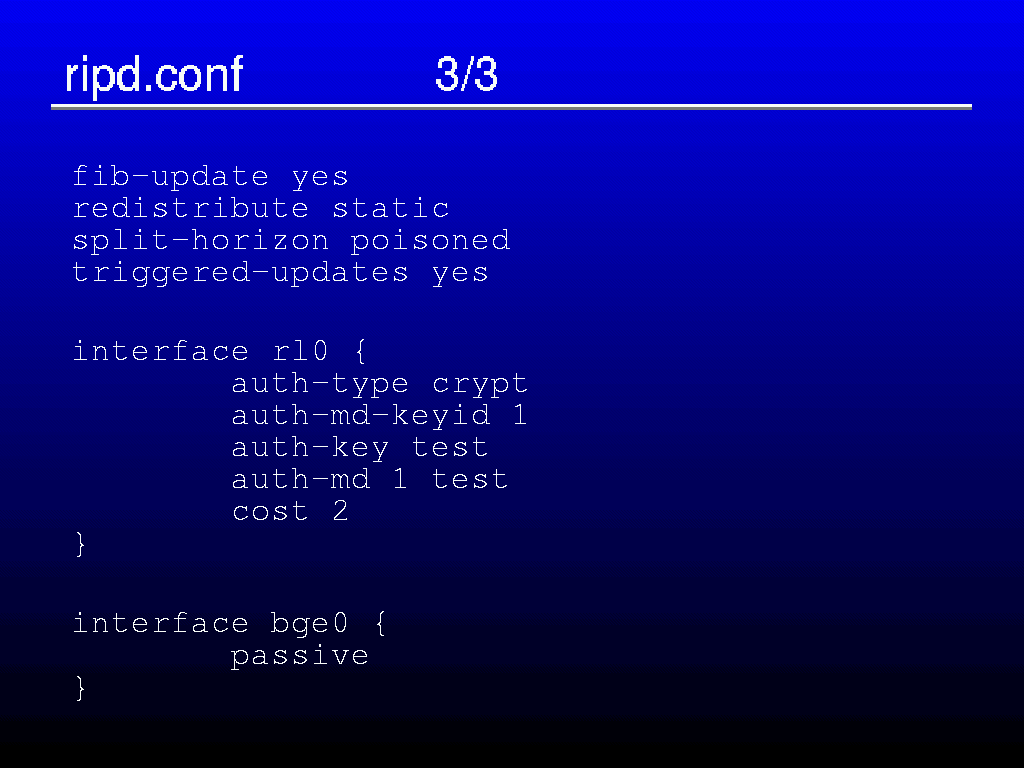 ripd.conf 3/3
fib-update yes
redistribute static
split-horizon poisoned
triggered-updates yes
interface rl0 {
auth-type crypt
auth-md-keyid 1
auth-key test
auth-md 1 test
cost 2
}
interface bge0 {
passive
}